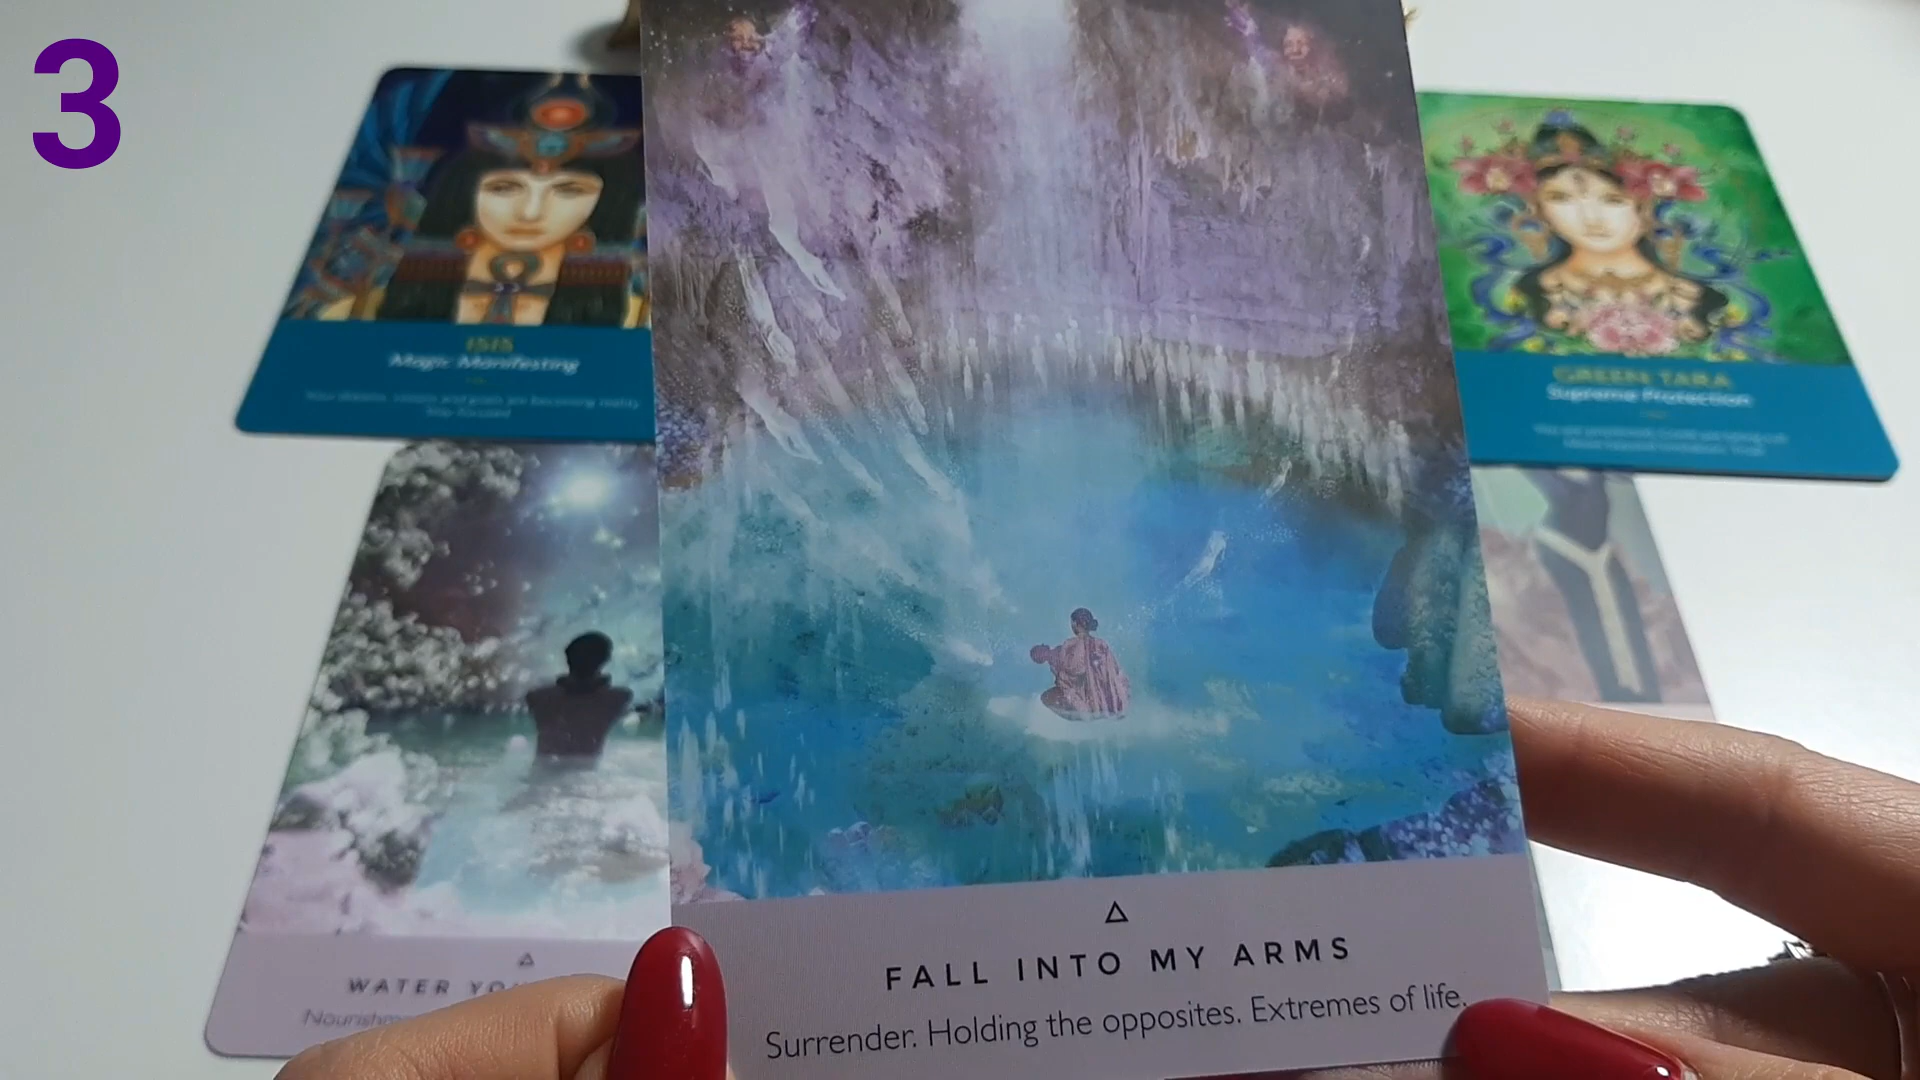 3
ISIS
Magic Manifesting
GREEN TARA
Supreme Protection
WATER YO
Nourishm
FALL INTO MY ARMS
Surrender. Holding the opposites. Extremes of life.